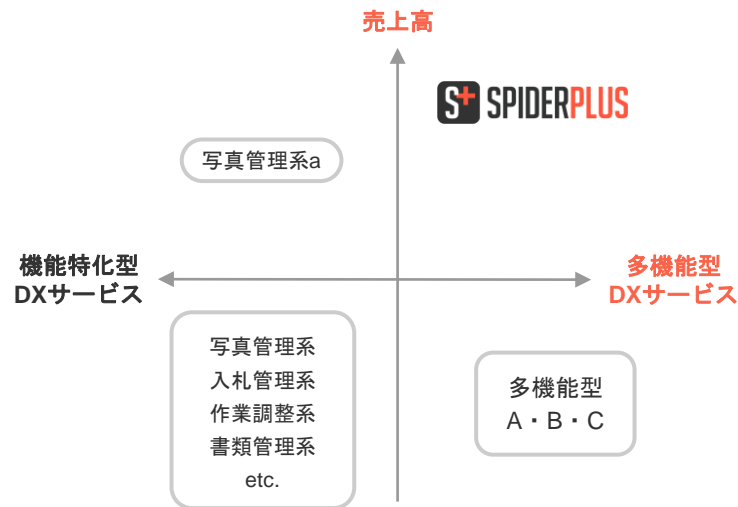 売上高
S+ SPIDERPLUS
写真管理系a
機能特化型
DXサービス
多機能型
DXサービス
写真管理系
入札管理系
作業調整系
書類管理系
etc.
多機能型
A・B・C